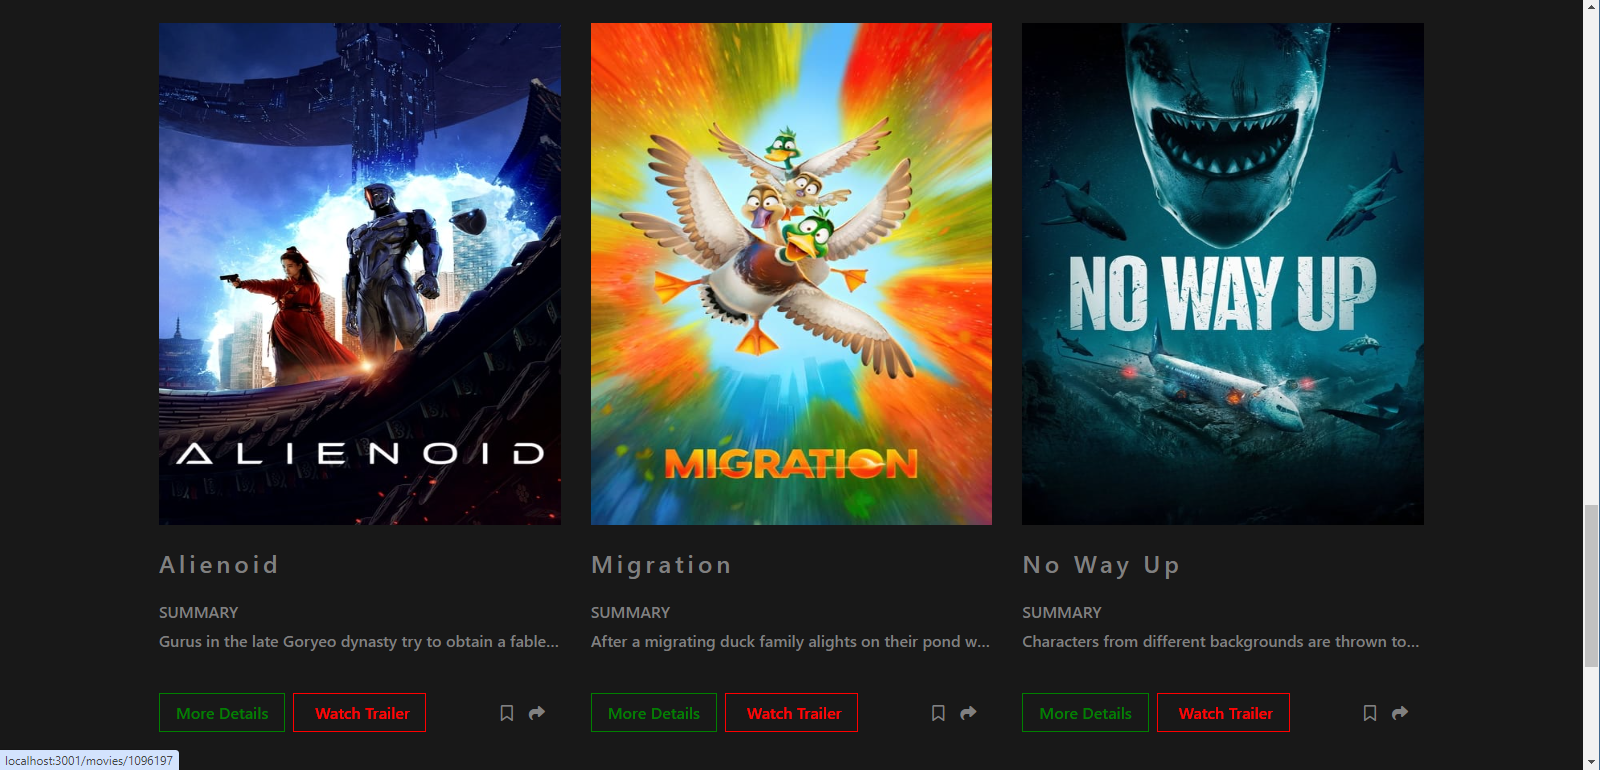 ALIENOID
MIGRATION
NO WAY UP
Alienoid
Migration
No Way Up
SUMMARY
Gurus in the late Goryeo dynasty try to obtain a fable...
SUMMARY
After a migrating duck family alights on their pond w...
SUMMARY
Characters from different backgrounds are thrown to...
More Details
Watch Trailer
More Details
Watch Trailer
More Details
Watch Trailer
localhost:3001/movies/1096197